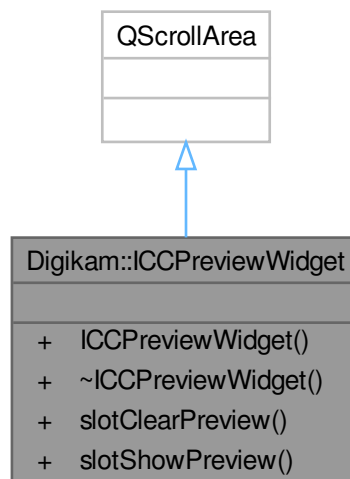 QScrollArea
Digikam::ICCPreviewWidget
+ ICCPreviewWidget()
+ ~ICCPreviewWidget()
+ slotClearPreview()
+ slotShowPreview()